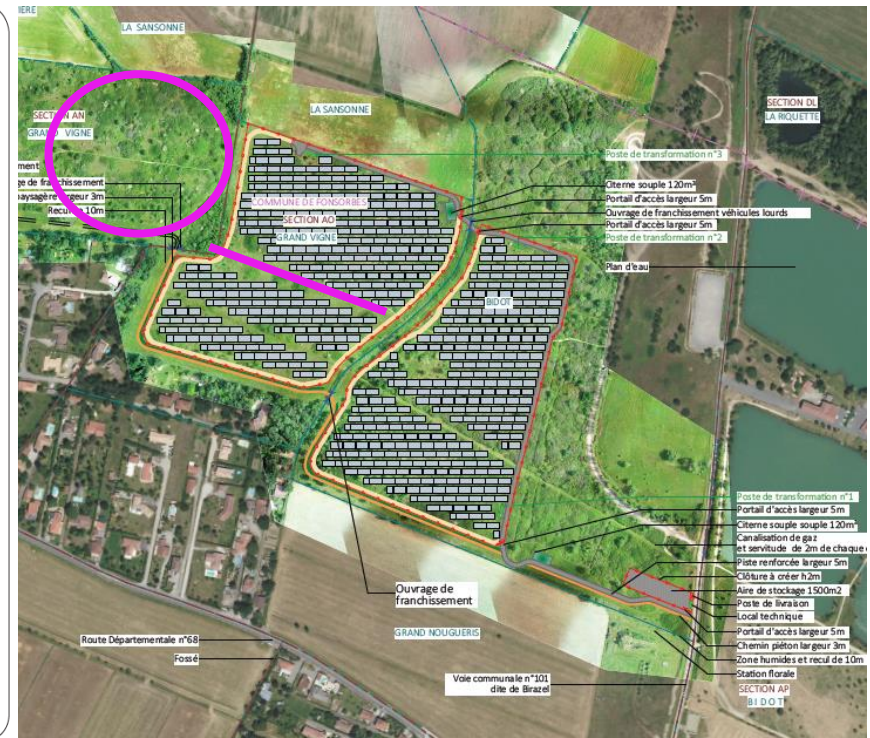 IERE
LA SANSONNE
LA SANSONNE
SECTION AN
GRAND VIGNE
ment
ge de franchissement
paysagère largeur 3m
Recul de 10m
COMMUNE DE FONSORBES
SECTION AO
GRAND VIGNE
SECTION DL
LA RIQUETTE
Poste de transformation n°3
Citerne souple 120m³
Portail d'accès largeur 5m
Ouvrage de franchissement véhicules lourds
Portail d'accès largeur 5m
Poste de transformation n°2
Plan d'eau
BIDOT
Poste de transformation n°1
Portail d'accès largeur 5m
Citerne souple souple 120m³
Canalisation de gaz
et servitude de 2m de chaque
Piste renforcée largeur 5m
Clôture à créer h2m
Aire de stockage 1500m2
Poste de livraison
Local technique
Portail d'accès largeur 5m
Chemin piéton largeur 3m
Zone humides et recul de 10m
Station florale
SECTION AP
BIDOT
Ouvrage de
franchissement
GRAND NOUGUERIS
Route Départementale n°68
Fossé
Voie communale n°101
dite de Birazel